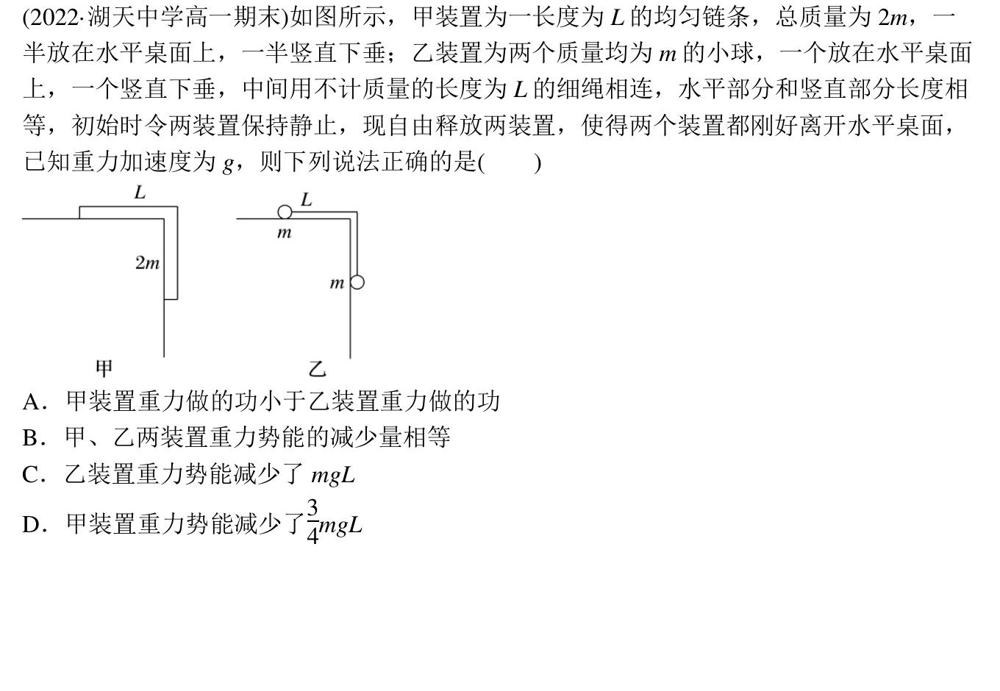 (2022·湖天中学高一期末)如图所示，甲装置为一长度为 L 的均匀链条，总质量为 2m，一
半放在水平桌面上，一半竖直下垂；乙装置为两个质量均为 m 的小球，一个放在水平桌面
上，一个竖直下垂，中间用不计质量的长度为 L 的细绳相连，水平部分和竖直部分长度相
等，初始时令两装置保持静止，现自由释放两装置，使得两个装置都刚好离开水平桌面，
已知重力加速度为 g，则下列说法正确的是(　　)
L
2m
甲
L
m
m
乙
A．甲装置重力做的功小于乙装置重力做的功
B．甲、乙两装置重力势能的减少量相等
C．乙装置重力势能减少了 mgL
D．甲装置重力势能减少了3/4mgL